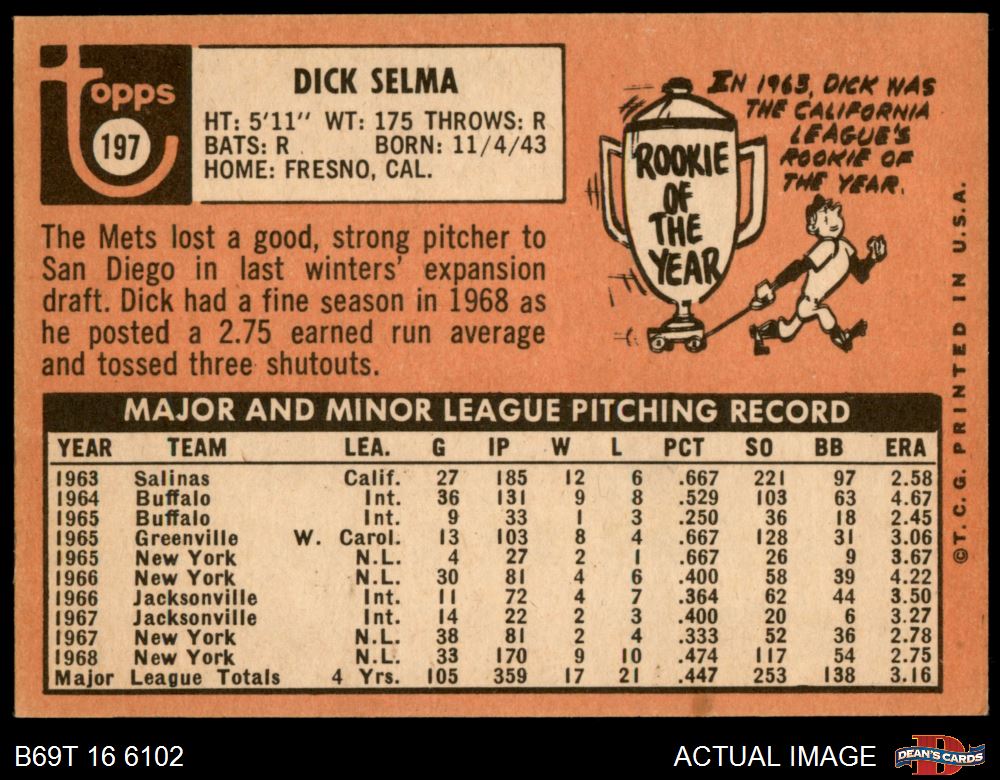 Topps
197
DICK SELMA
HT: 5'11" WT: 175 THROWS: R
BATS: R BORN: 11/4/43
HOME: FRESNO, CAL.
The Mets lost a good, strong pitcher to
San Diego in last winters' expansion
draft. Dick had a fine season in 1968 as
he posted a 2.75 earned run average
and tossed three shutouts.
IN 1963, DICK WAS
THE CALIFORNIA
LEAGUE'S
ROOKIE OF
THE YEAR.
ROOKIE
OF
THE
YEAR
MAJOR AND MINOR LEAGUE PITCHING RECORD
YEAR TEAM LEA. G IP W L PCT SO BB ERA
1963 Salinas Calif. 27 185 12 6 .667 221 97 2.58
1964 Buffalo Int. 36 131 9 8 .529 103 63 4.67
1965 Buffalo Int. 9 33 1 3 .250 36 18 2.45
1965 Greenville W. Carol. 13 103 8 4 .667 128 31 3.06
1965 New York N.L. 4 27 2 1 .667 26 9 3.67
1966 New York N.L. 30 81 4 6 .400 58 39 4.22
1966 Jacksonville Int. 11 72 4 7 .364 62 44 3.50
1967 Jacksonville Int. 14 22 2 3 .400 20 6 3.27
1967 New York N.L. 38 81 2 4 .333 52 36 2.78
1968 New York N.L. 33 170 9 10 .474 117 54 2.75
Major League Totals 4 Yrs. 105 359 17 21 .447 253 138 3.16
©T. C. G. PRINTED IN U.S.A.
B69T 16 6102
ACTUAL IMAGE
D
DEAN'S CARDS